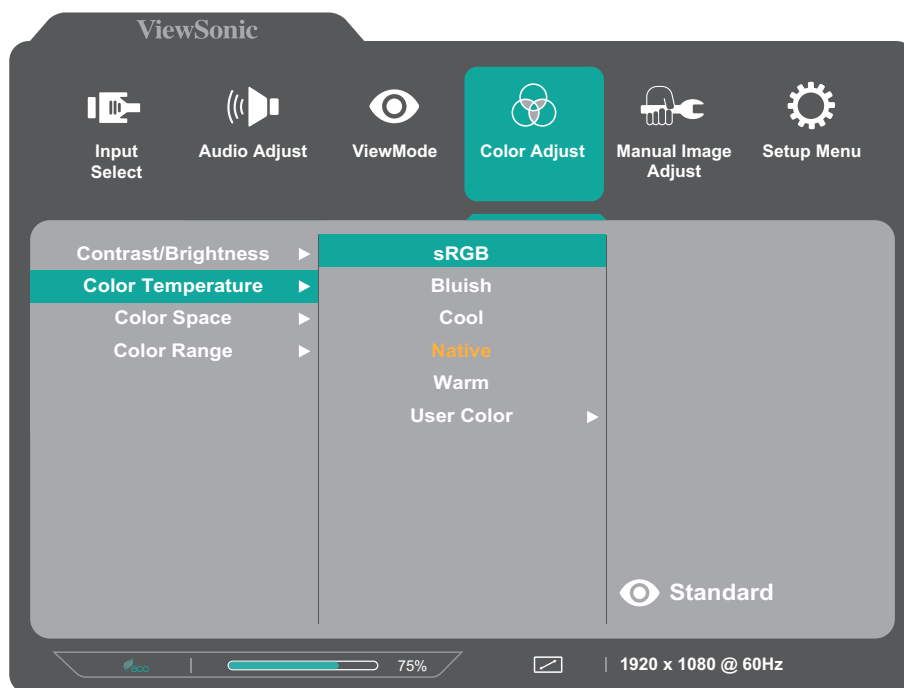 ViewSonic
Input
Select
Audio Adjust
ViewMode
Color Adjust
Manual Image
Adjust
Setup Menu
Contrast/Brightness
Color Temperature
Color Space
Color Range
sRGB
Bluish
Cool
Native
Warm
User Color
Standard
eco
75%
1920 x 1080 @ 60Hz